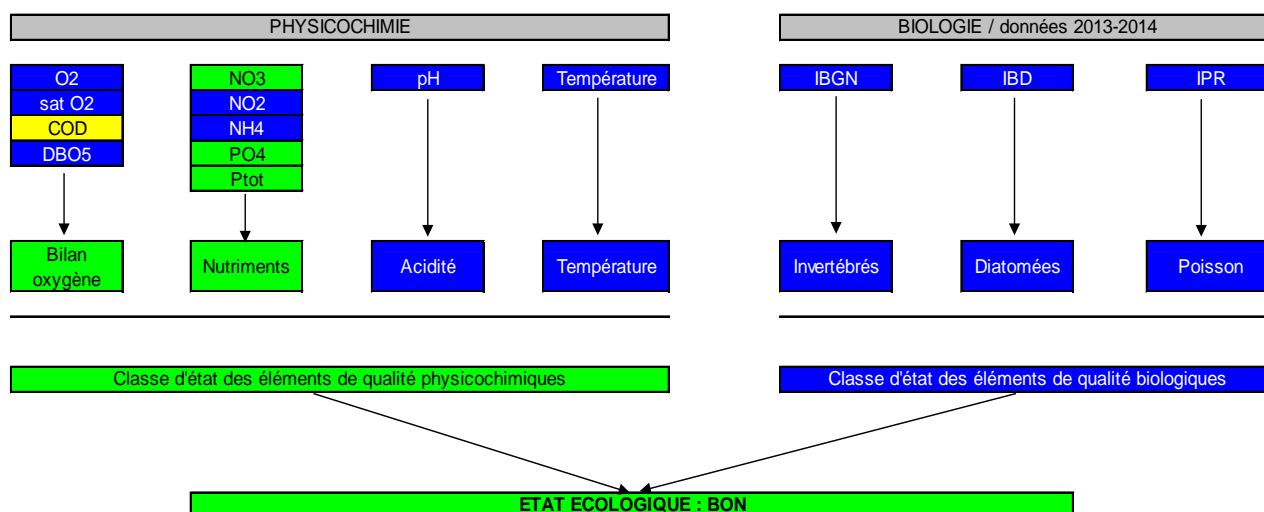 PHYSICOCHIMIE
BIOLOGIE / données 2013-2014
O2
sat O2
COD
DBO5
NO3
NO2
NH4
PO4
Ptot
pH
Température
IBGN
IBD
IPR
Bilan
oxygène
Nutriments
Acidité
Température
Invertébrés
Diatomées
Poisson
Classe d'état des éléments de qualité physicochimiques
Classe d'état des éléments de qualité biologiques
ETAT ECOLOGIQUE : BON